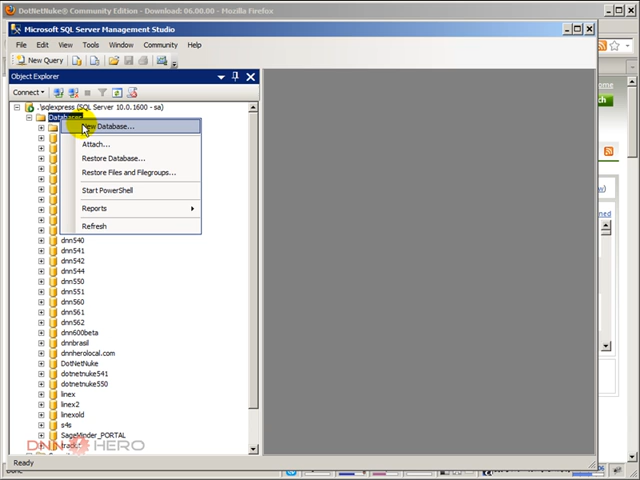 DotNetNuke® Community Edition - Download: 06.00.00 - Mozilla Firefox
Microsoft SQL Server Management Studio
File Edit View Tools Window Community Help
New Query
Object Explorer
Connect
.\sqlexpress (SQL Server 10.0.1600 - sa)
Databases
New Database...
Attach...
Restore Database...
Restore Files and Filegroups...
Start PowerShell
Reports
Refresh
dnn540
dnn541
dnn542
dnn544
dnn550
dnn551
dnn560
dnn561
dnn562
dnn600beta
dnnbrasil
dnnherolocal.com
DotNetNuke
dotnetnuke541
dotnetnuke550
linex
linex2
linexold
s4s
SageMinder_PORTAL
DNN HERO
Ready